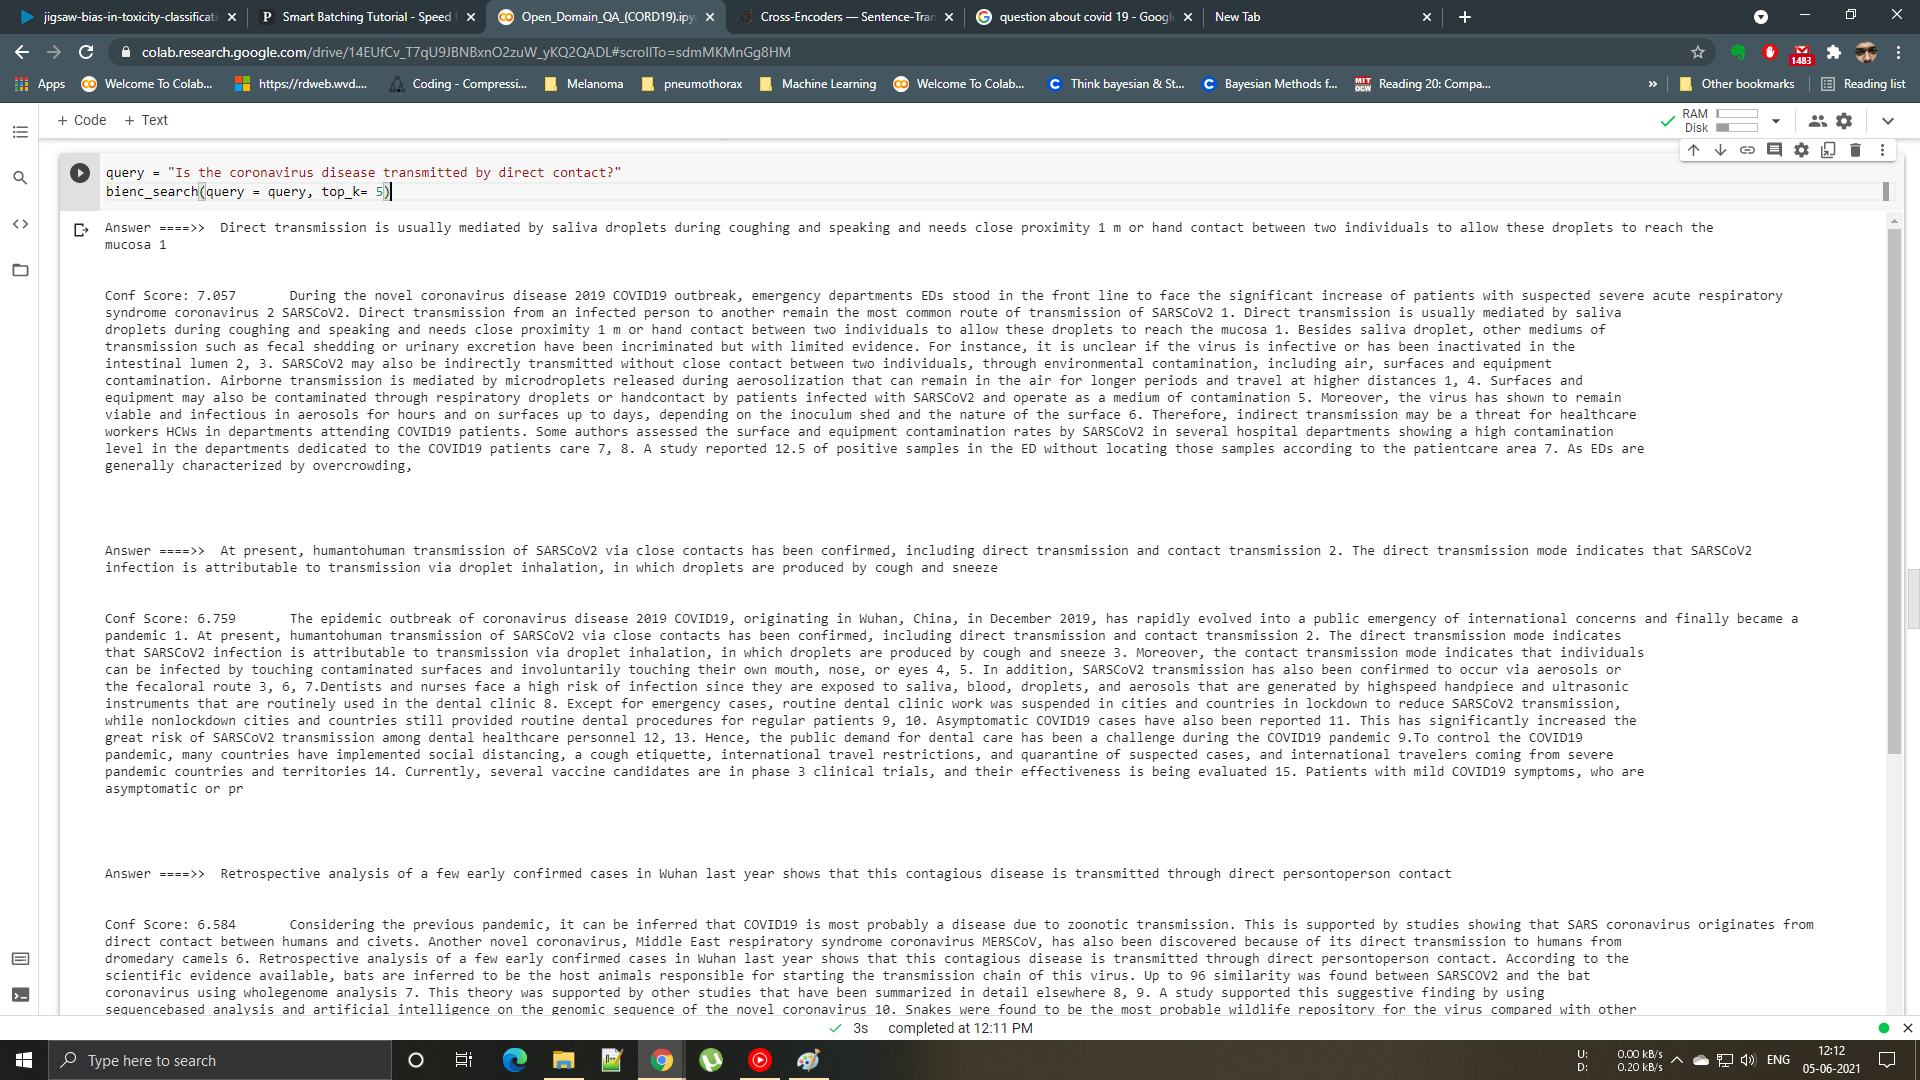 jigsaw-bias-in-toxicity-classificati
Smart Batching Tutorial - Speed
Open_Domain_QA_(CORD19).ipy
Cross-Encoders — Sentence-Tran
question about covid 19 - Google
New Tab
colab.research.google.com/drive/14EUfCv_T7qU9JBNBxnO2zuW_yKQ2QADL#scrollTo=sdmMKMnGg8HM
1483
Apps
Welcome To Colab...
https://rdweb.wvd....
Coding - Compressi...
Melanoma
pneumothorax
Machine Learning
Welcome To Colab...
Think bayesian & St...
Bayesian Methods f...
Reading 20: Compa...
»
Other bookmarks
Reading list
+ Code
+ Text
RAM
Disk
query = "Is the coronavirus disease transmitted by direct contact?"
bienc_search(query = query, top_k= 5)
Answer ====>> Direct transmission is usually mediated by saliva droplets during coughing and speaking and needs close proximity 1 m or hand contact between two individuals to allow these droplets to reach the
mucosa 1
Conf Score: 7.057 During the novel coronavirus disease 2019 COVID19 outbreak, emergency departments EDs stood in the front line to face the significant increase of patients with suspected severe acute respiratory
syndrome coronavirus 2 SARSCoV2. Direct transmission from an infected person to another remain the most common route of transmission of SARSCoV2 1. Direct transmission is usually mediated by saliva
droplets during coughing and speaking and needs close proximity 1 m or hand contact between two individuals to allow these droplets to reach the mucosa 1. Besides saliva droplet, other mediums of
transmission such as fecal shedding or urinary excretion have been incriminated but with limited evidence. For instance, it is unclear if the virus is infective or has been inactivated in the
intestinal lumen 2, 3. SARSCoV2 may also be indirectly transmitted without close contact between two individuals, through environmental contamination, including air, surfaces and equipment
contamination. Airborne transmission is mediated by microdroplets released during aerosolization that can remain in the air for longer periods and travel at higher distances 1, 4. Surfaces and
equipment may also be contaminated through respiratory droplets or handcontact by patients infected with SARSCoV2 and operate as a medium of contamination 5. Moreover, the virus has shown to remain
viable and infectious in aerosols for hours and on surfaces up to days, depending on the inoculum shed and the nature of the surface 6. Therefore, indirect transmission may be a threat for healthcare
workers HCWs in departments attending COVID19 patients. Some authors assessed the surface and equipment contamination rates by SARSCoV2 in several hospital departments showing a high contamination
level in the departments dedicated to the COVID19 patients care 7, 8. A study reported 12.5 of positive samples in the ED without locating those samples according to the patientcare area 7. As EDs are
generally characterized by overcrowding,
Answer ====>> At present, humantohuman transmission of SARSCoV2 via close contacts has been confirmed, including direct transmission and contact transmission 2. The direct transmission mode indicates that SARSCoV2
infection is attributable to transmission via droplet inhalation, in which droplets are produced by cough and sneeze
Conf Score: 6.759 The epidemic outbreak of coronavirus disease 2019 COVID19, originating in Wuhan, China, in December 2019, has rapidly evolved into a public emergency of international concerns and finally became a
pandemic 1. At present, humantohuman transmission of SARSCoV2 via close contacts has been confirmed, including direct transmission and contact transmission 2. The direct transmission mode indicates
that SARSCoV2 infection is attributable to transmission via droplet inhalation, in which droplets are produced by cough and sneeze 3. Moreover, the contact transmission mode indicates that individuals
can be infected by touching contaminated surfaces and involuntarily touching their own mouth, nose, or eyes 4, 5. In addition, SARSCoV2 transmission has also been confirmed to occur via aerosols or
the fecaloral route 3, 6, 7.Dentists and nurses face a high risk of infection since they are exposed to saliva, blood, droplets, and aerosols that are generated by highspeed handpiece and ultrasonic
instruments that are routinely used in the dental clinic 8. Except for emergency cases, routine dental clinic work was suspended in cities and countries in lockdown to reduce SARSCoV2 transmission,
while nonlockdown cities and countries still provided routine dental procedures for regular patients 9, 10. Asymptomatic COVID19 cases have also been reported 11. This has significantly increased the
great risk of SARSCoV2 transmission among dental healthcare personnel 12, 13. Hence, the public demand for dental care has been a challenge during the COVID19 pandemic 9.To control the COVID19
pandemic, many countries have implemented social distancing, a cough etiquette, international travel restrictions, and quarantine of suspected cases, and international travelers coming from severe
pandemic countries and territories 14. Currently, several vaccine candidates are in phase 3 clinical trials, and their effectiveness is being evaluated 15. Patients with mild COVID19 symptoms, who are
asymptomatic or pr
Answer ====>> Retrospective analysis of a few early confirmed cases in Wuhan last year shows that this contagious disease is transmitted through direct persontoperson contact
Conf Score: 6.584 Considering the previous pandemic, it can be inferred that COVID19 is most probably a disease due to zoonotic transmission. This is supported by studies showing that SARS coronavirus originates from
direct contact between humans and civets. Another novel coronavirus, Middle East respiratory syndrome coronavirus MERSCoV, has also been discovered because of its direct transmission to humans from
dromedary camels 6. Retrospective analysis of a few early confirmed cases in Wuhan last year shows that this contagious disease is transmitted through direct persontoperson contact. According to the
scientific evidence available, bats are inferred to be the host animals responsible for starting the transmission chain of this virus. Up to 96 similarity was found between SARSCOV2 and the bat
coronavirus using wholegenome analysis 7. This theory was supported by other studies that have been summarized in detail elsewhere 8, 9. A study supported this suggestive finding by using
sequencebased analysis and artificial intelligence on the genomic sequence of the novel coronavirus 10. Snakes were found to be the most probable wildlife repository for the virus compared with other
3s completed at 12:11 PM
Type here to search
U: 0.00 kB/s
D: 0.20 kB/s
ENG
12:12
05-06-2021